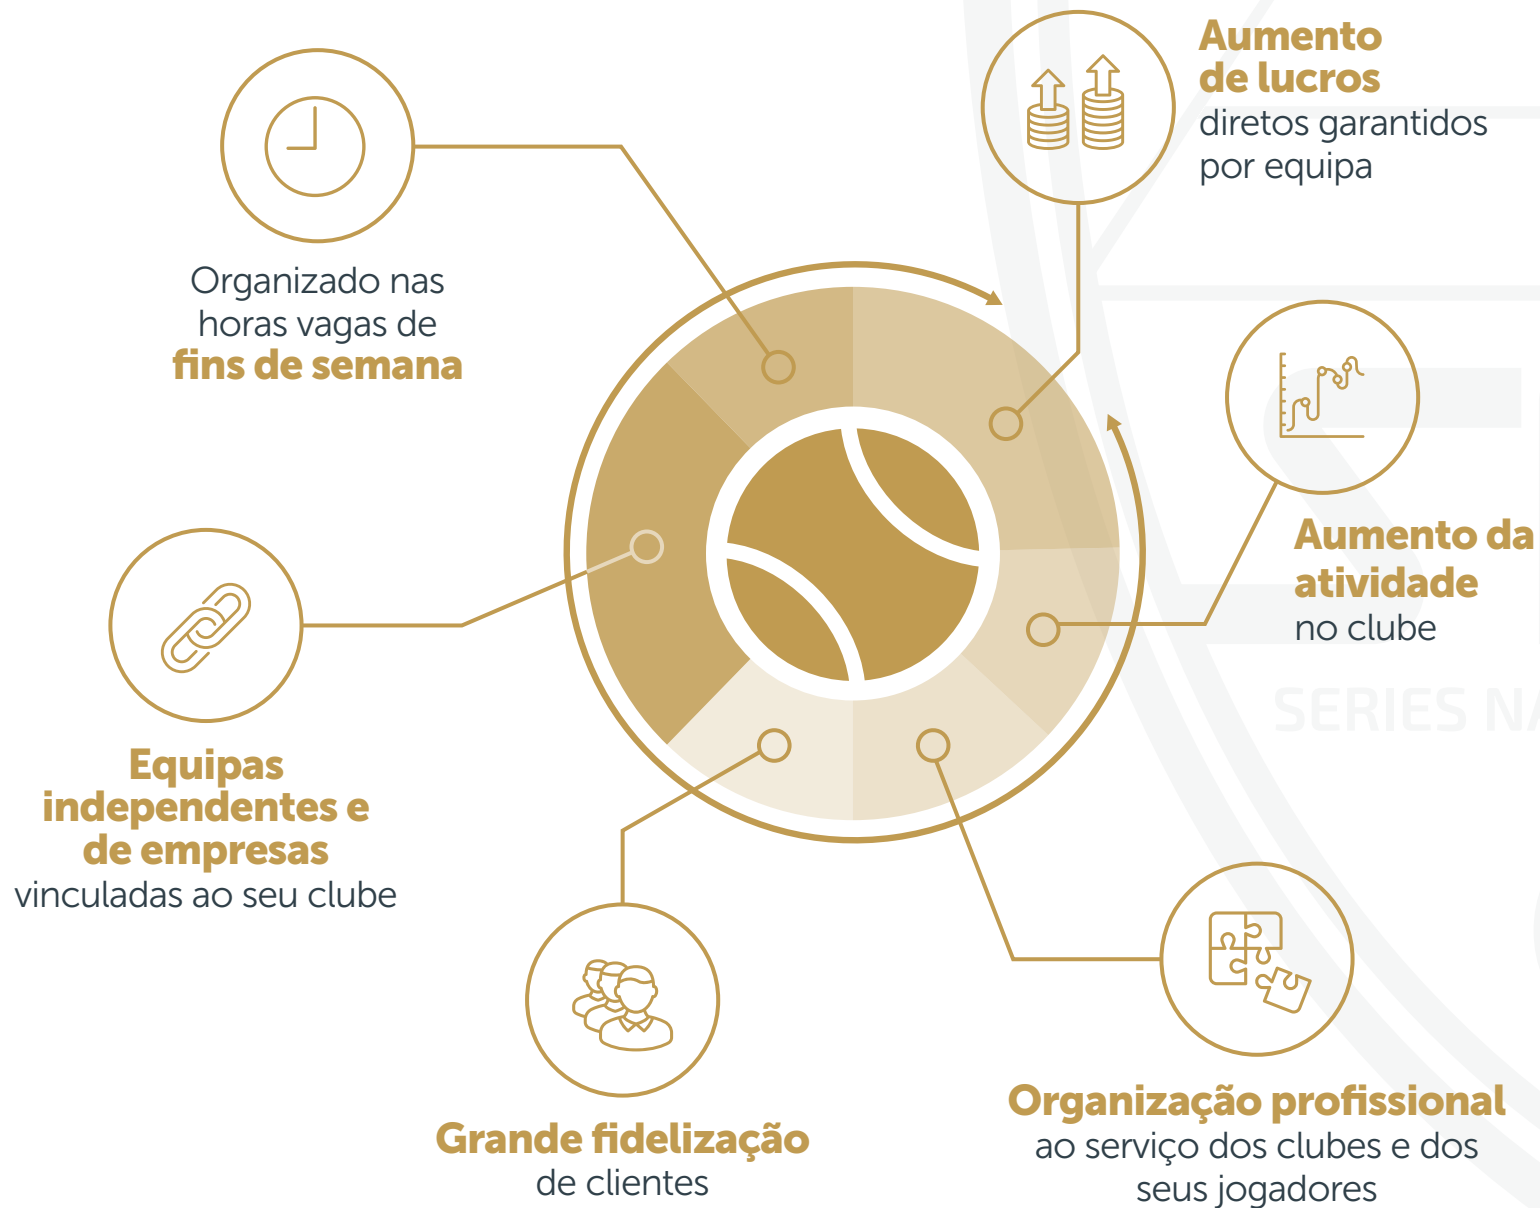 Aumento
de lucros
diretos garantidos
por equipa
Organizado nas
horas vagas de
fins de semana
Aumento da
atividade
no clube
SERIES NA
Equipas
independentes e
de empresas
vinculadas ao seu clube
Grande fidelização
de clientes
Organização profissional
ao serviço dos clubes e dos
seus jogadores